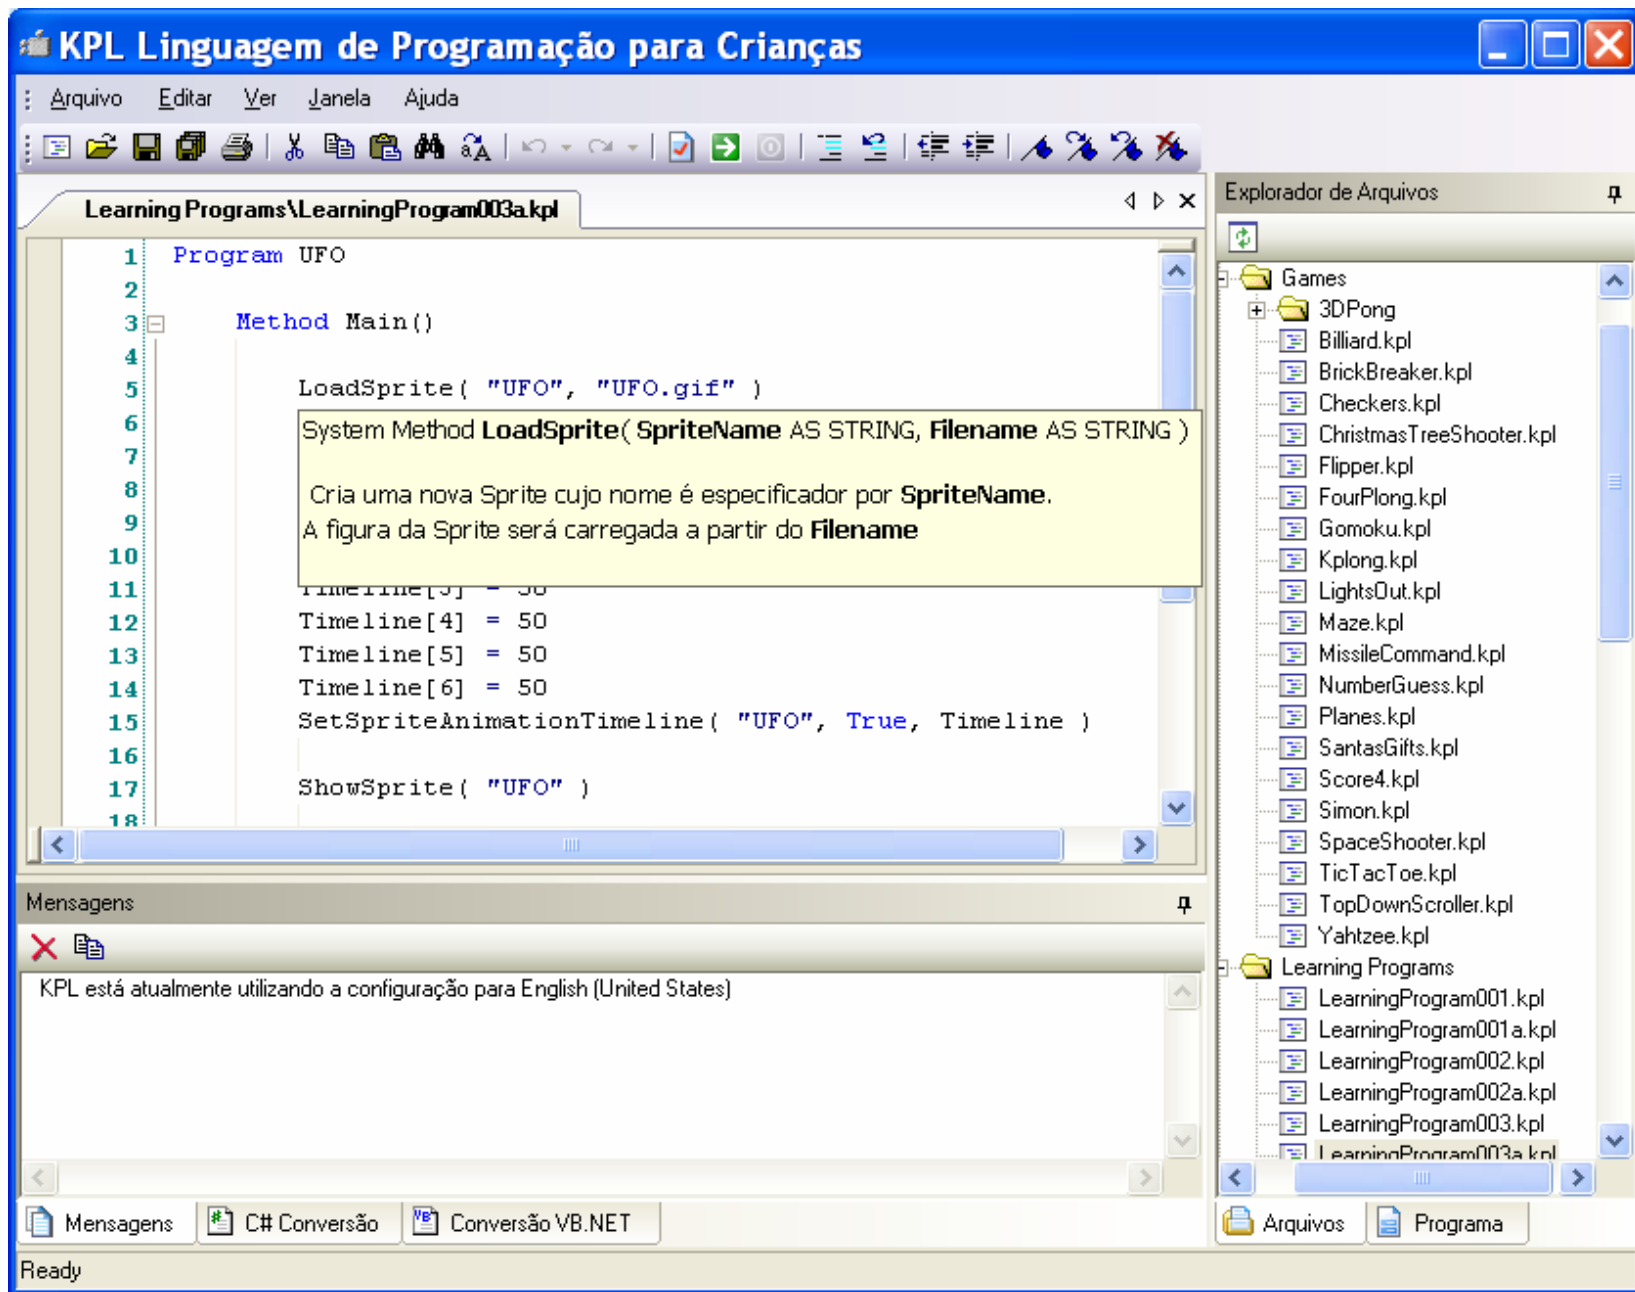 KPL Linguagem de Programação para Crianças
Arquivo Editar Ver Janela Ajuda
Learning Programs\LearningProgram003a.kpl
1 Program UFO
2
3 Method Main()
4
5 LoadSprite( "UFO", "UFO.gif" )
6
7
8
9
10
System Method LoadSprite( SpriteName AS STRING, Filename AS STRING )
Cria uma nova Sprite cujo nome é especificador por SpriteName.
A figura da Sprite será carregada a partir do Filename
11 Timeline[3] = 50
12 Timeline[4] = 50
13 Timeline[5] = 50
14 Timeline[6] = 50
15 SetSpriteAnimationTimeline( "UFO", True, Timeline )
16
17 ShowSprite( "UFO" )
18
Mensagens
KPL está atualmente utilizando a configuração para English (United States)
Mensagens C# Conversão Conversão VB.NET
Explorador de Arquivos
Games
3DPong
Billiard.kpl
BrickBreaker.kpl
Checkers.kpl
ChristmasTreeShooter.kpl
Flipper.kpl
FourPlong.kpl
Gomoku.kpl
Kplong.kpl
LightsOut.kpl
Maze.kpl
MissileCommand.kpl
NumberGuess.kpl
Planes.kpl
SantasGifts.kpl
Score4.kpl
Simon.kpl
SpaceShooter.kpl
TicTacToe.kpl
TopDownScroller.kpl
Yahtzee.kpl
Learning Programs
LearningProgram001.kpl
LearningProgram001a.kpl
LearningProgram002.kpl
LearningProgram002a.kpl
LearningProgram003.kpl
LearningProgram003a.kpl
Arquivos Programa
Ready